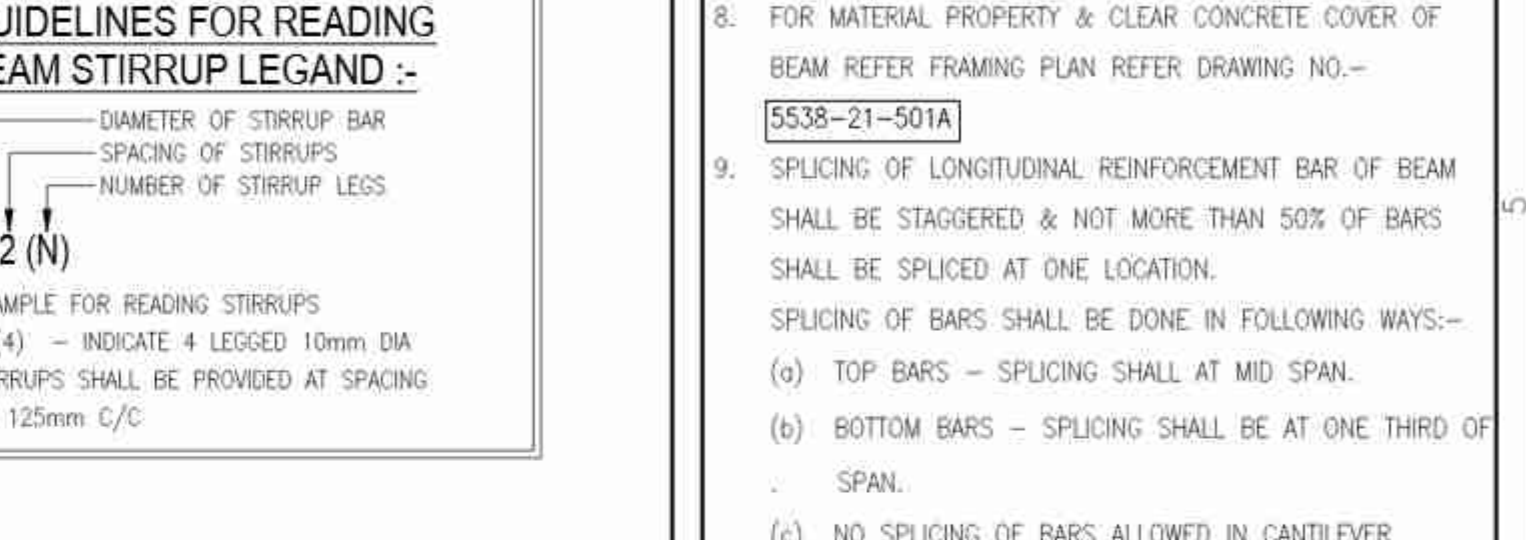 UIDELINES FOR READING
EAM STIRRUP LEGAND :-
DIAMETER OF STIRRUP BAR
SPACING OF STIRRUPS
NUMBER OF STIRRUP LEGS
2 (N)
AMPLE FOR READING STIRRUPS
(4) – INDICATE 4 LEGGED 10mm DIA
RRUPS SHALL BE PROVIDED AT SPACING
125mm C/C
8. FOR MATERIAL PROPERTY & CLEAR CONCRETE COVER OF
BEAM REFER FRAMING PLAN REFER DRAWING NO.–
5538–21–501A
9. SPLICING OF LONGITUDINAL REINFORCEMENT BAR OF BEAM
SHALL BE STAGGERED & NOT MORE THAN 50% OF BARS
SHALL BE SPLICED AT ONE LOCATION.
SPLICING OF BARS SHALL BE DONE IN FOLLOWING WAYS:–
(a) TOP BARS – SPLICING SHALL AT MID SPAN.
(b) BOTTOM BARS – SPLICING SHALL BE AT ONE THIRD OF
. SPAN.
(c) NO SPLICING OF BARS ALLOWED IN CANTILEVER
5